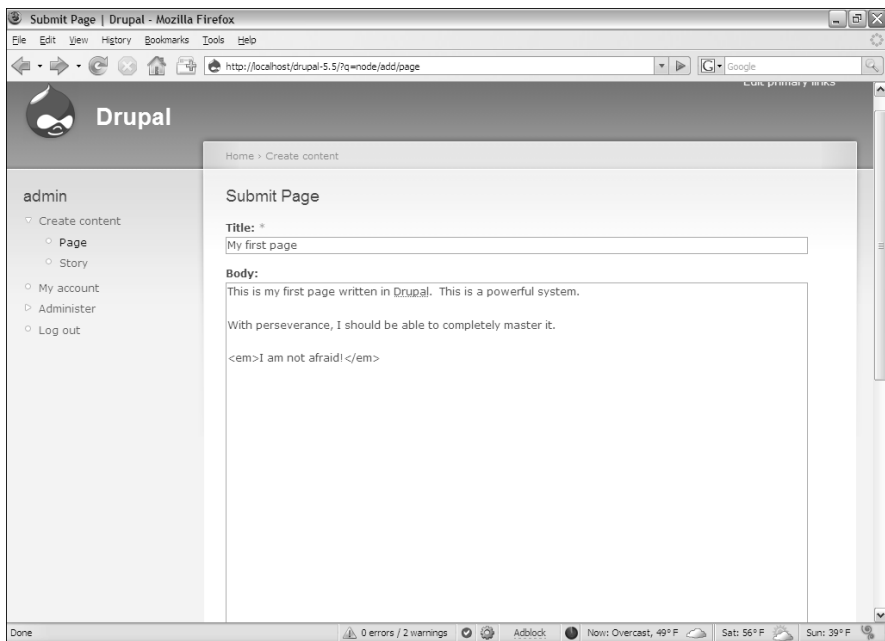 Submit Page | Drupal - Mozilla Firefox
File Edit View History Bookmarks Tools Help
http://localhost/drupal-5.5/?q=node/add/page
G Google
Edit primary links
Drupal
Home › Create content
admin
Create content
Page
Story
My account
Administer
Log out
Submit Page
Title: *
My first page
Body:
This is my first page written in Drupal.  This is a powerful system.
With perseverance, I should be able to completely master it.
<em>I am not afraid!</em>
Done
0 errors / 2 warnings
Adblock
Now: Overcast, 49° F
Sat: 56° F
Sun: 39° F